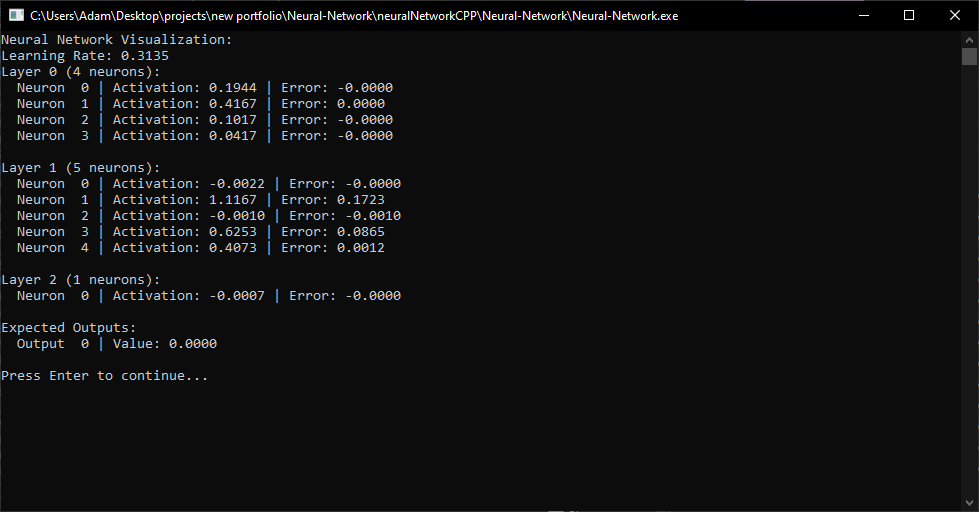 C:\Users\Adam\Desktop\projects\new portfolio\Neural-Network\neuralNetworkCPP\Neural-Network\Neural-Network.exe
Neural Network Visualization:
Learning Rate: 0.3135
Layer 0 (4 neurons):
  Neuron  0 | Activation: 0.1944 | Error: -0.0000
  Neuron  1 | Activation: 0.4167 | Error: 0.0000
  Neuron  2 | Activation: 0.1017 | Error: -0.0000
  Neuron  3 | Activation: 0.0417 | Error: -0.0000
Layer 1 (5 neurons):
  Neuron  0 | Activation: -0.0022 | Error: -0.0000
  Neuron  1 | Activation: 1.1167 | Error: 0.1723
  Neuron  2 | Activation: -0.0010 | Error: -0.0010
  Neuron  3 | Activation: 0.6253 | Error: 0.0865
  Neuron  4 | Activation: 0.4073 | Error: 0.0012
Layer 2 (1 neurons):
  Neuron  0 | Activation: -0.0007 | Error: -0.0000
Expected Outputs:
  Output  0 | Value: 0.0000
Press Enter to continue...